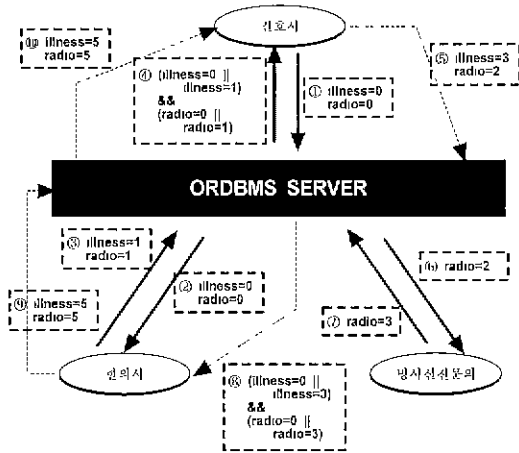 간호사
⑩ illness=5
radio=5
④ (illness=0 ||
illness=1)
&&
(radio=0 ||
radio=1)
① illness=0
radio=0
⑤ illness=3
radio=2
ORDBMS SERVER
③ illness=1
radio=1
② illness=0
radio=0
⑥ radio=2
⑨ illness=5
radio=5
⑦ radio=3
⑧ (illness=0 ||
illness=3)
&&
(radio=0 ||
radio=3)
방사선전문의